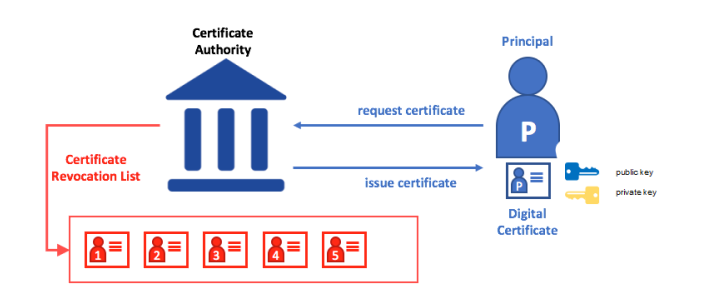 Certificate
Authority
Principal
request certificate
P
Certificate
Revocation List
issue certificate
P
public key
private key
Digital
Certificate
1
2
3
4
5